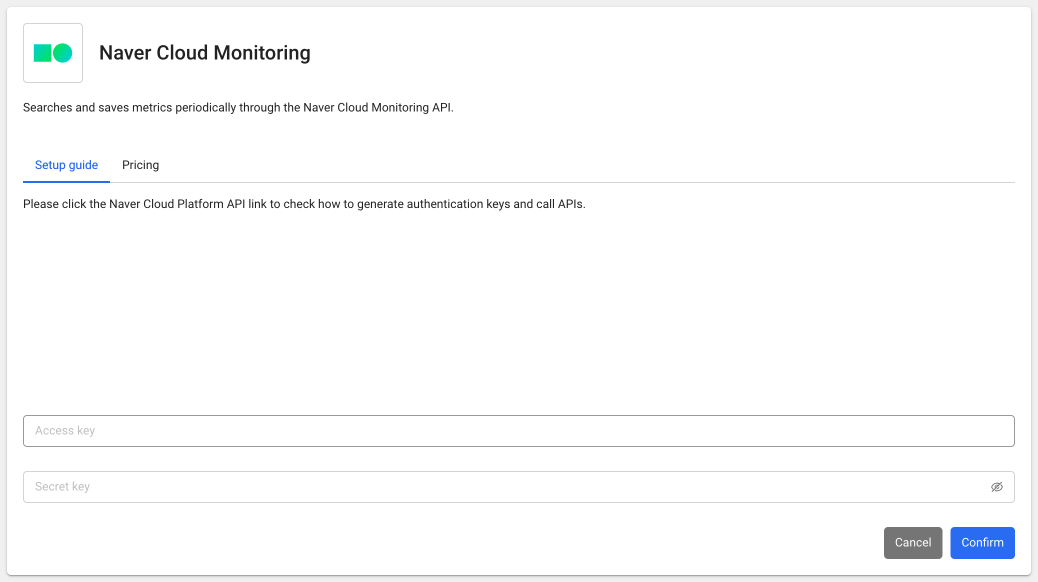 Naver Cloud Monitoring
Searches and saves metrics periodically through the Naver Cloud Monitoring API.
Setup guide Pricing
Please click the Naver Cloud Platform API link to check how to generate authentication keys and call APIs.
Access key
Secret key
Cancel Confirm